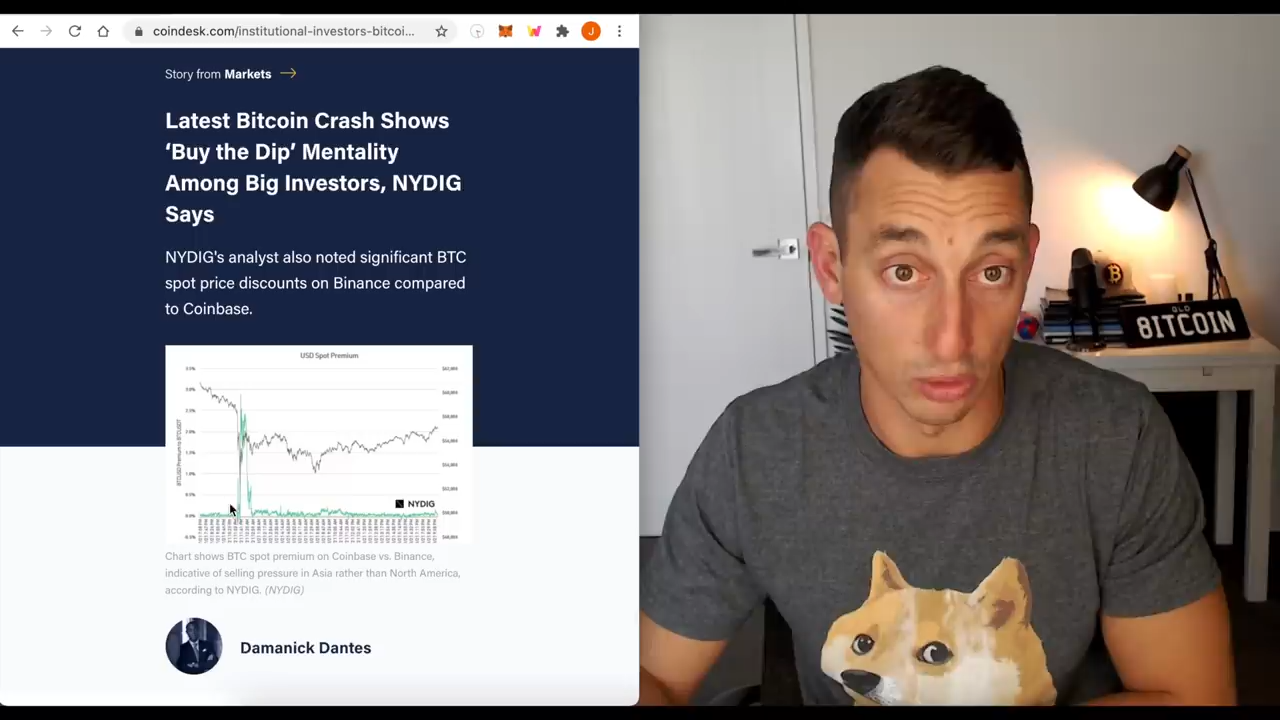 coindesk.com/institutional-investors-bitcoi...
J
Story from Markets
Latest Bitcoin Crash Shows
‘Buy the Dip’ Mentality
Among Big Investors, NYDIG
Says
NYDIG's analyst also noted significant BTC
spot price discounts on Binance compared
to Coinbase.
USD Spot Premium
NYDIG
Chart shows BTC spot premium on Coinbase vs. Binance,
indicative of selling pressure in Asia rather than North America,
according to NYDIG. (NYDIG)
Damanick Dantes
QLD
8ITCOIN